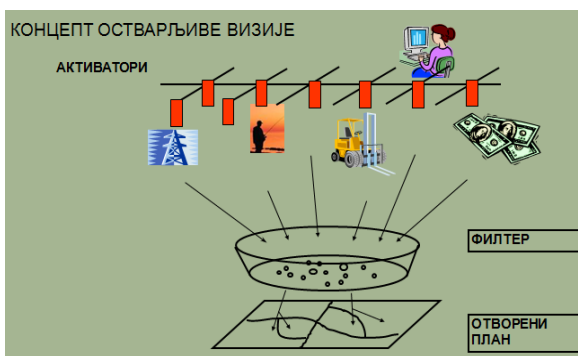 КОНЦЕПТ ОСТВАРЉИВЕ ВИЗИЈЕ
АКТИВАТОРИ
ФИЛТЕР
ОТВОРЕНИ
ПЛАН